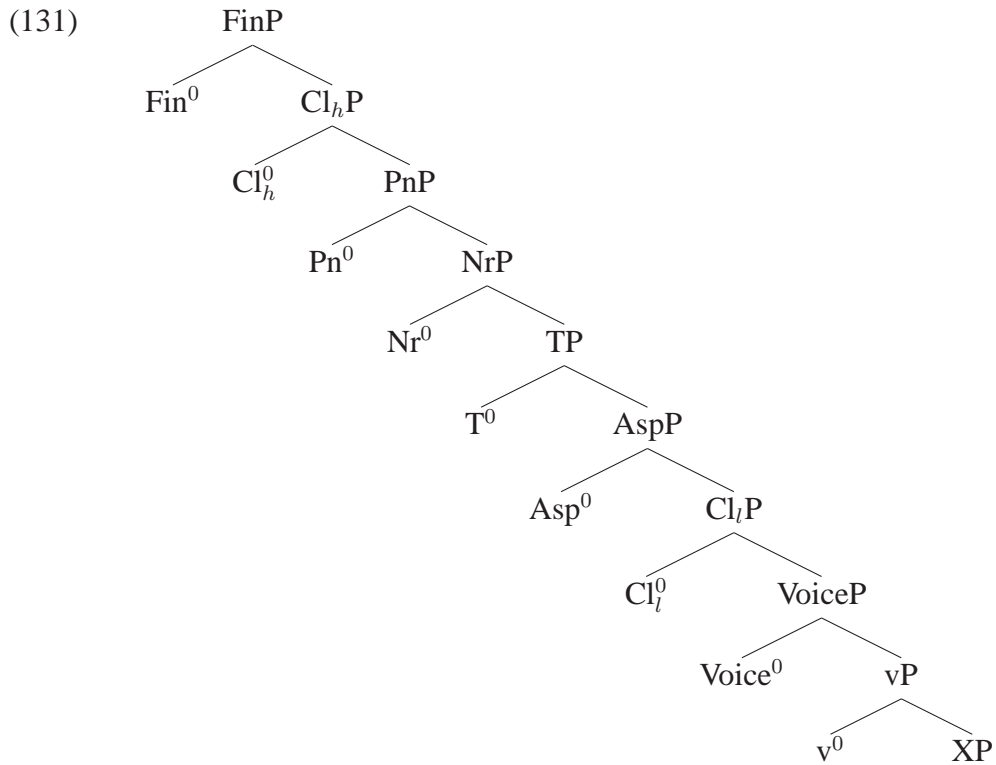 (131) FinP
Fin⁰ ClₕP
Clₕ⁰ PnP
Pn⁰ NrP
Nr⁰ TP
T⁰ AspP
Asp⁰ ClₗP
Clₗ⁰ VoiceP
Voice⁰ vP
v⁰ XP